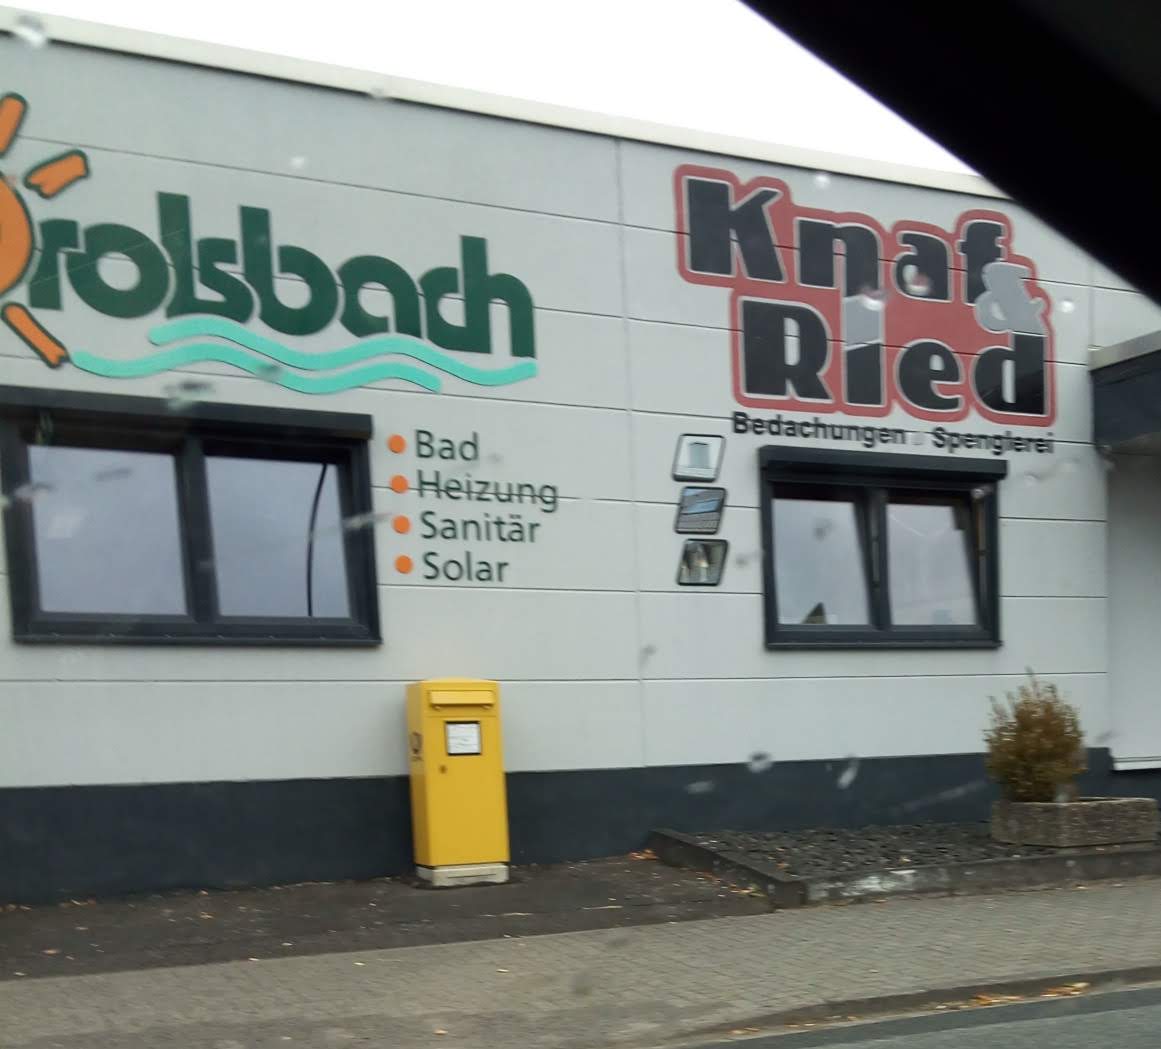 rolsbach
Bad
Heizung
Sanitär
Solar
Knaf
&
Ried
Bedachungen Spenglerei